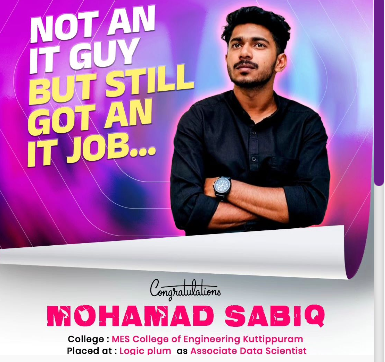 NOT AN
IT GUY
BUT STILL
GOT AN
IT JOB...
Congratulations
MOHAMAD SABIQ
College : MES College of Engineering Kuttippuram
Placed at : Logic plum as Associate Data Scientist